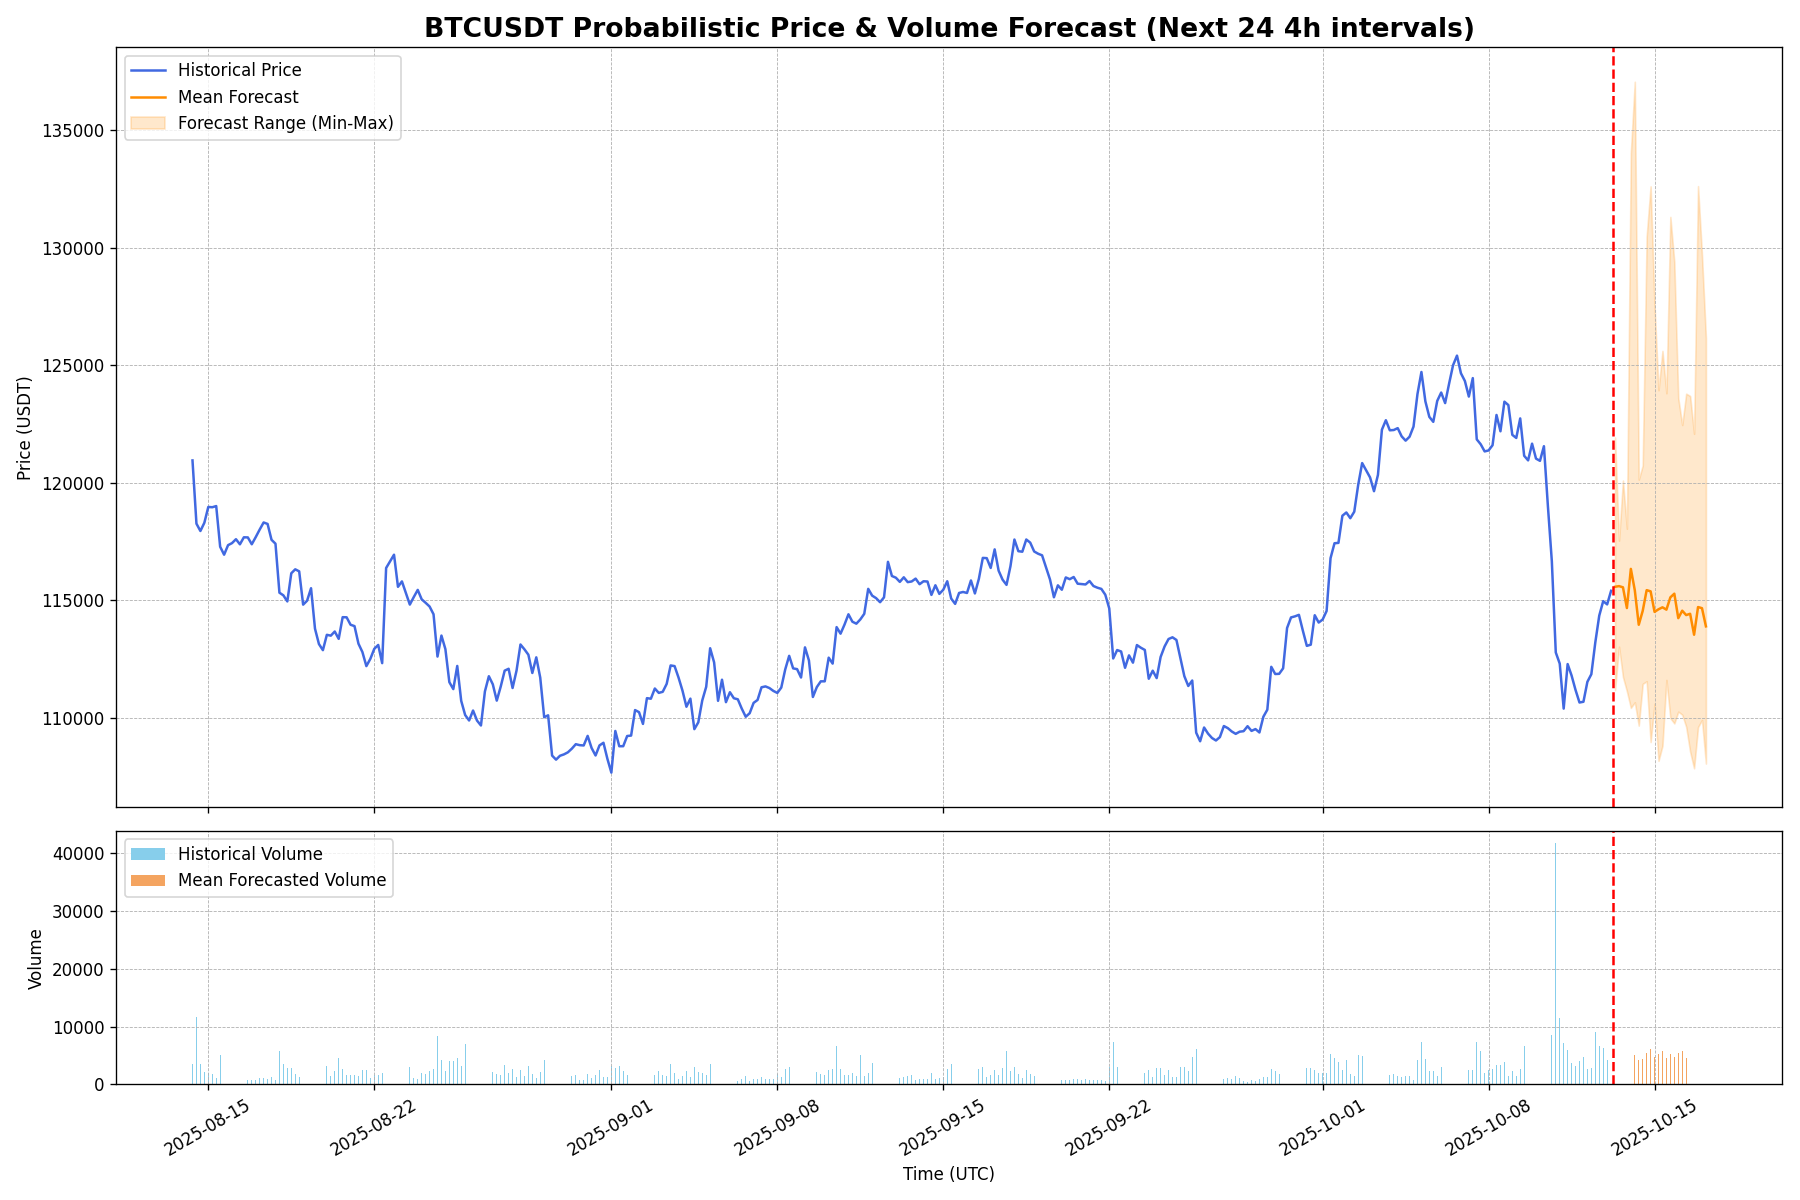 BTCUSDT Probabilistic Price & Volume Forecast (Next 24 4h intervals)
Historical Price
Mean Forecast
Forecast Range (Min-Max)
Price (USDT)
135000
130000
125000
120000
115000
110000
Historical Volume
Mean Forecasted Volume
Volume
40000
30000
20000
10000
0
2025-08-15
2025-08-22
2025-09-01
2025-09-08
2025-09-15
2025-09-22
2025-10-01
2025-10-08
2025-10-15
Time (UTC)